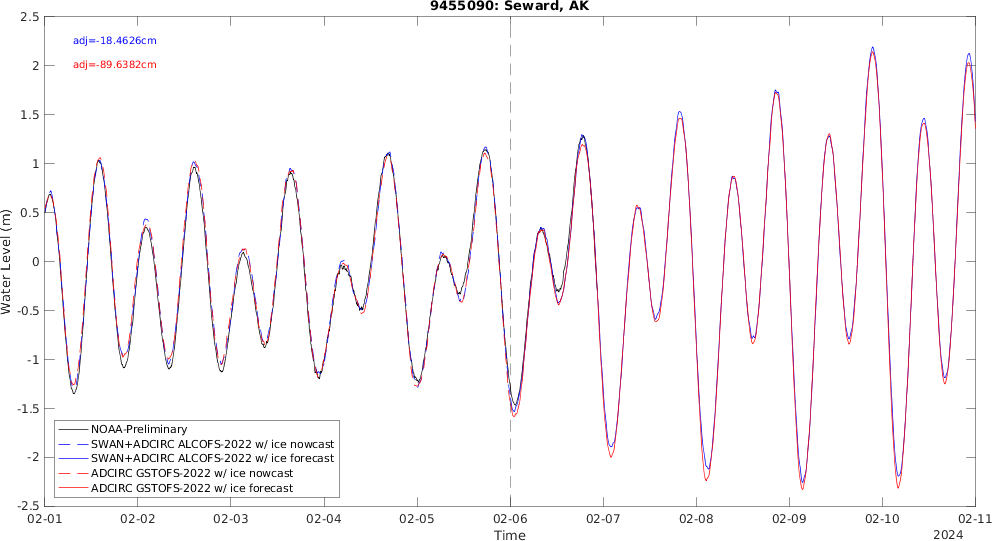 9455090: Seward, AK
2.5
adj=-18.4626cm
2
adj=-89.6382cm
1.5
1
0.5
0
-0.5
-1
-1.5
-2
-2.5
Water Level (m)
NOAA-Preliminary
SWAN+ADCIRC ALCOFS-2022 w/ ice nowcast
SWAN+ADCIRC ALCOFS-2022 w/ ice forecast
ADCIRC GSTOFS-2022 w/ ice nowcast
ADCIRC GSTOFS-2022 w/ ice forecast
02-01 02-02 02-03 02-04 02-05 02-06 02-07 02-08 02-09 02-10 02-11
Time
2024